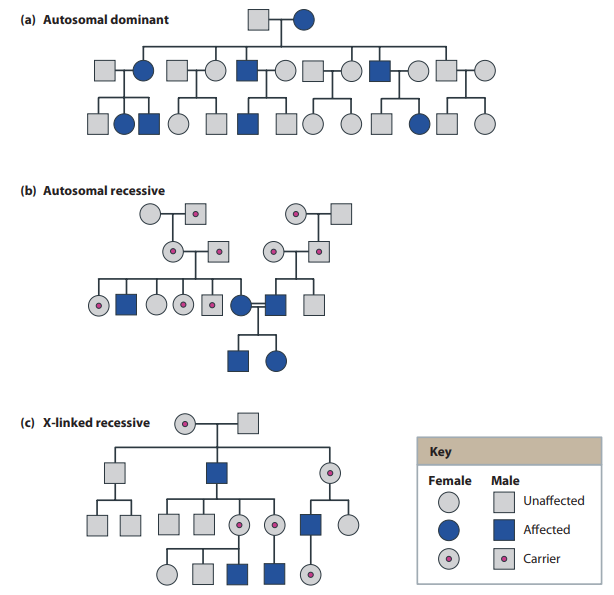 (a) Autosomal dominant
(b) Autosomal recessive
(c) X-linked recessive
Key
Female Male
Unaffected
Affected
Carrier